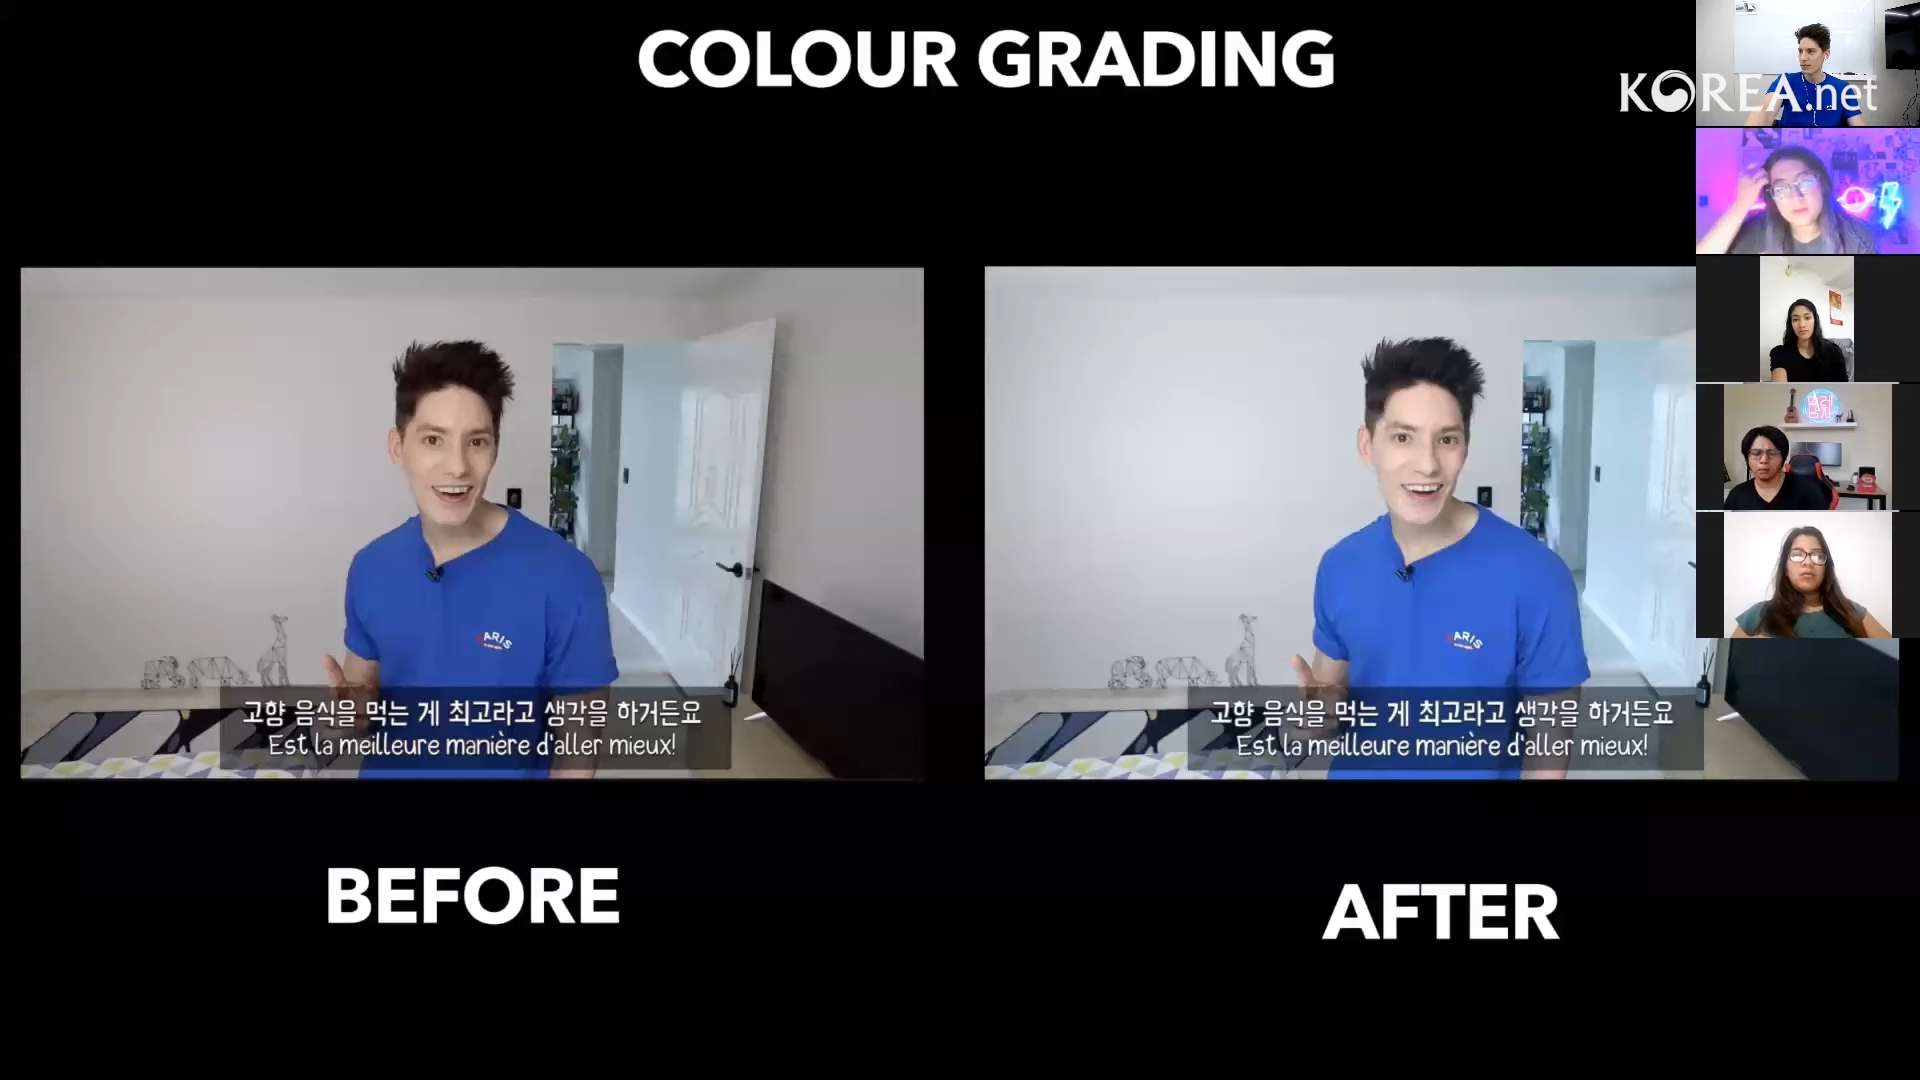 COLOUR GRADING
KOREA.net
고향 음식을 먹는 게 최고라고 생각을 하거든요
Est la meilleure manière d'aller mieux!
고향 음식을 먹는 게 최고라고 생각을 하거든요
Est la meilleure manière d'aller mieux!
PARIS
PARIS
BEFORE
AFTER